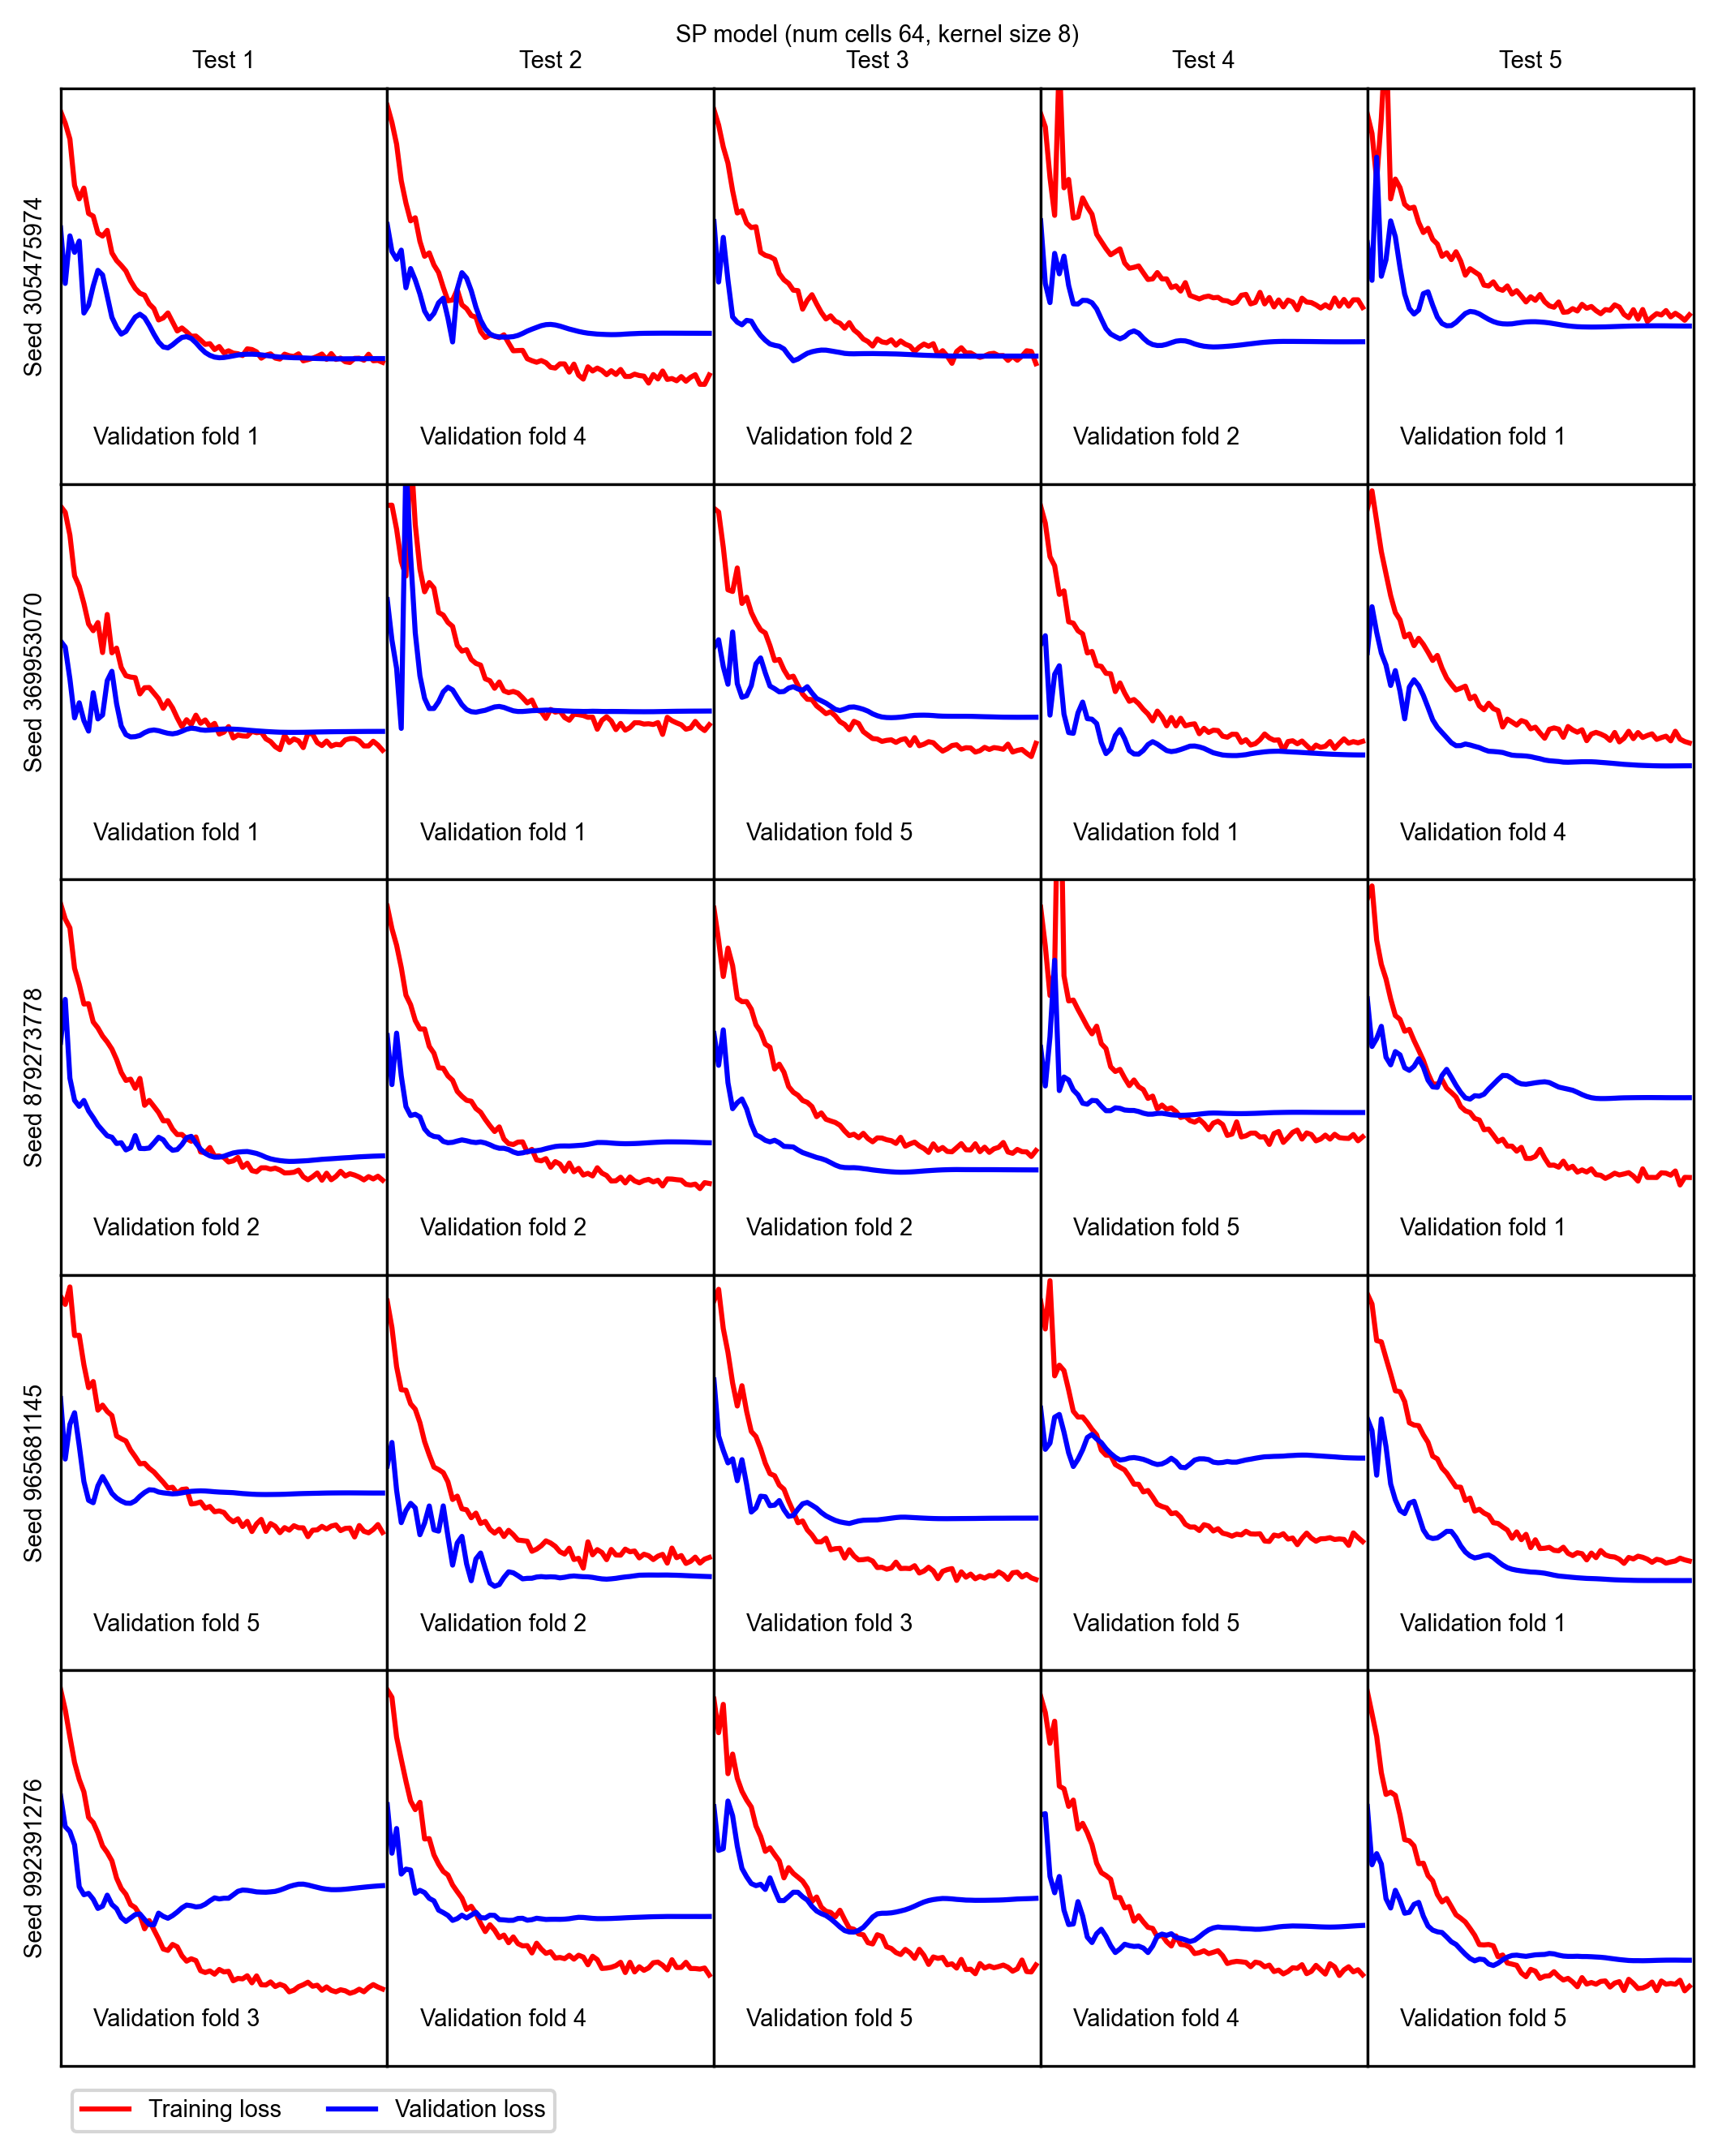 SP model (num cells 64, kernel size 8)
Test 1 Test 2 Test 3 Test 4 Test 5
Seed 305475974
Validation fold 1 Validation fold 4 Validation fold 2 Validation fold 2 Validation fold 1
Seed 369953070
Validation fold 1 Validation fold 1 Validation fold 5 Validation fold 1 Validation fold 4
Seed 879273778
Validation fold 2 Validation fold 2 Validation fold 2 Validation fold 5 Validation fold 1
Seed 965681145
Validation fold 5 Validation fold 2 Validation fold 3 Validation fold 5 Validation fold 1
Seed 992391276
Validation fold 3 Validation fold 4 Validation fold 5 Validation fold 4 Validation fold 5
Training loss Validation loss